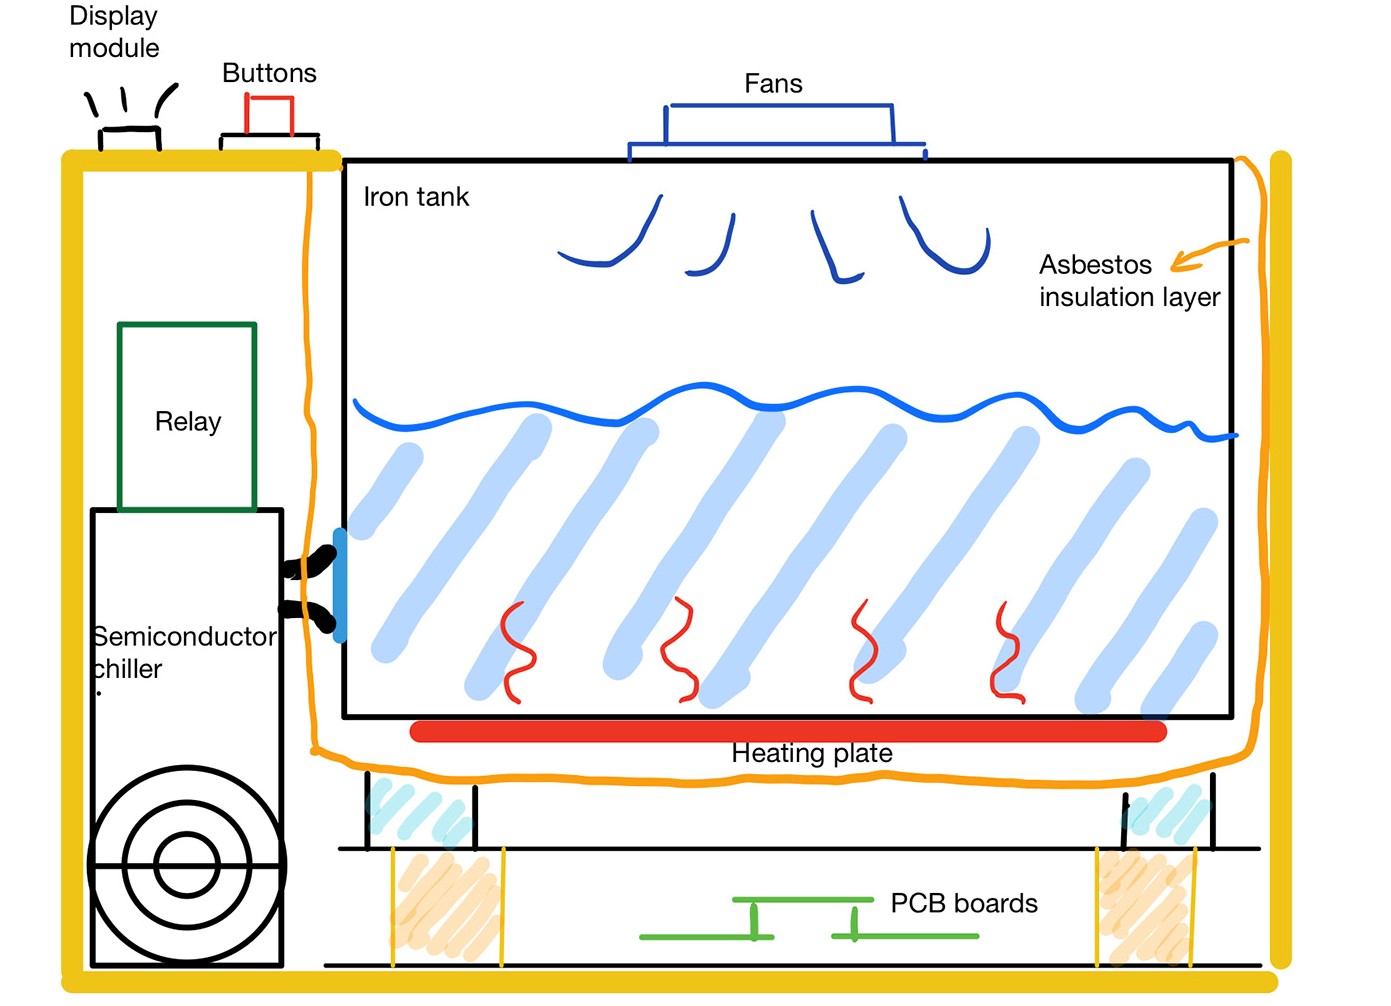 Display
module
Buttons
Fans
Iron tank
Asbestos
insulation layer
Relay
Semiconductor
chiller
.
Heating plate
PCB boards